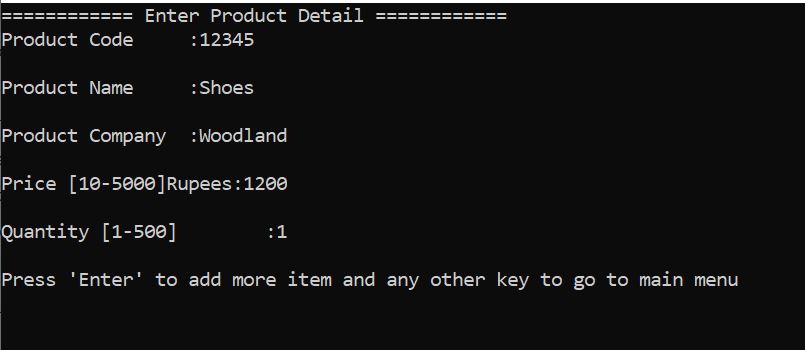 ============ Enter Product Detail ============
Product Code     :12345
Product Name     :Shoes
Product Company  :Woodland
Price [10-5000]Rupees:1200
Quantity [1-500]        :1
Press 'Enter' to add more item and any other key to go to main menu